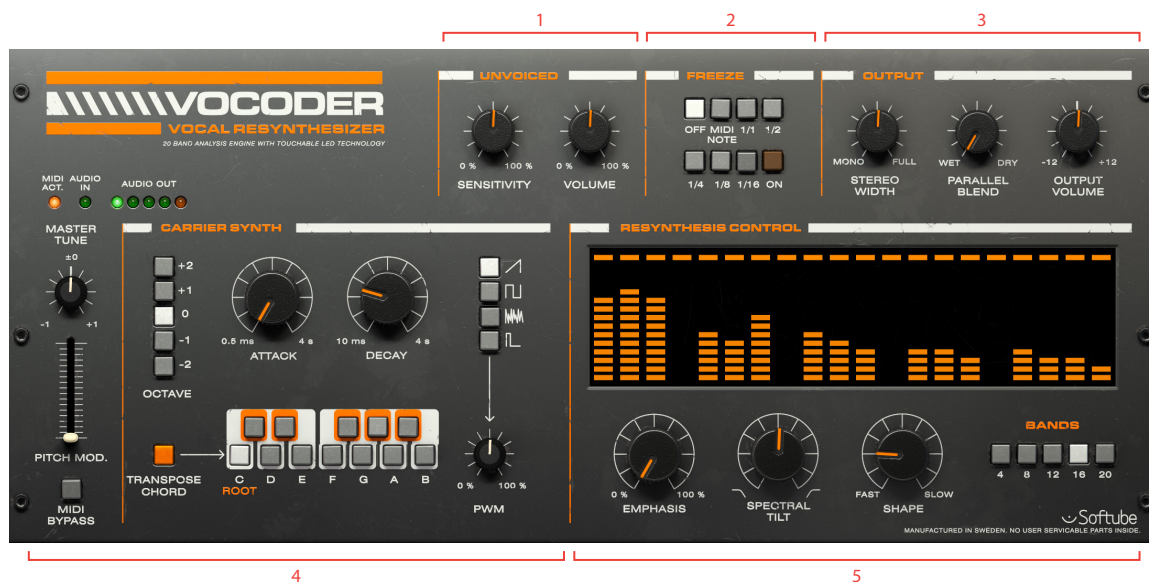 1
2
3
UNVOICED
FREEZE
OUTPUT
VOCODER
VOCAL RESYNTHESIZER
20 BAND ANALYSIS ENGINE WITH TOUCHABLE LED TECHNOLOGY
0 %
100 %
SENSITIVITY
0 %
100 %
VOLUME
OFF
MIDI
NOTE
1/1
1/2
1/4
1/8
1/16
ON
MONO
FULL
STEREO
WIDTH
WET
DRY
PARALLEL
BLEND
-12
+12
OUTPUT
VOLUME
MIDI
ACT.
AUDIO
IN
AUDIO OUT
MASTER
TUNE
±0
-1
+1
PITCH MOD.
MIDI
BYPASS
CARRIER SYNTH
+2
+1
0
-1
-2
OCTAVE
0.5 ms
4 s
ATTACK
10 ms
4 s
DECAY
TRANSPOSE
CHORD
C
D
E
F
G
A
B
ROOT
0 %
100 %
PWM
RESYNTHESIS CONTROL
0 %
100 %
EMPHASIS
SPECTRAL
TILT
FAST
SLOW
SHAPE
BANDS
4
8
12
16
20
Softube
MANUFACTURED IN SWEDEN. NO USER SERVICABLE PARTS INSIDE.
4
5